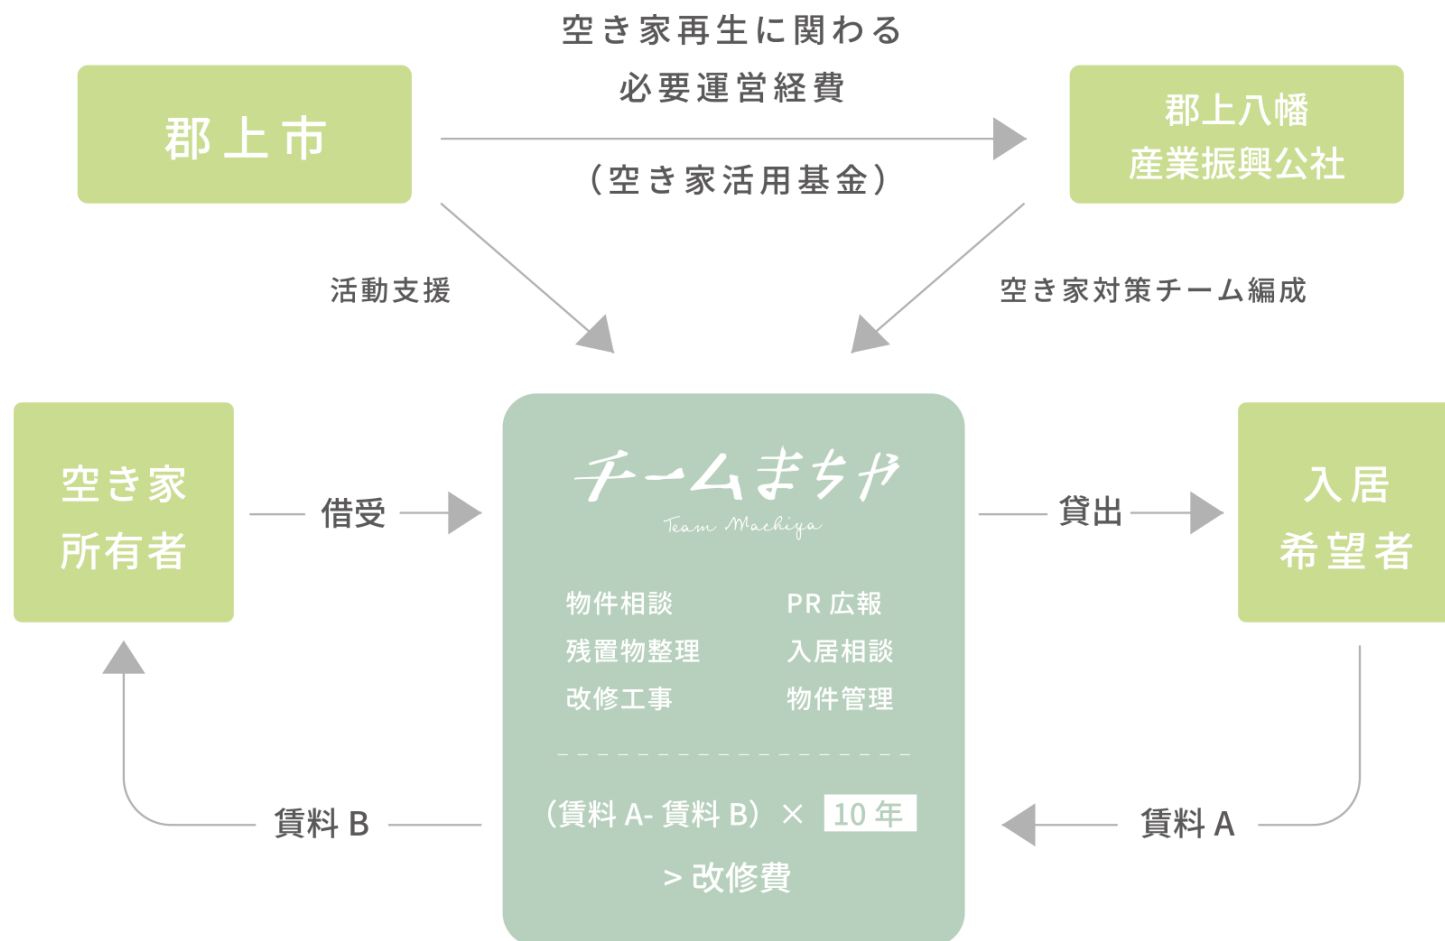 空き家再生に関わる
必要運営経費
（空き家活用基金）
郡上市
郡上八幡
産業振興公社
活動支援
空き家対策チーム編成
空き家
所有者
借受
チームまちや
Team Machiya
貸出
入居
希望者
物件相談
PR 広報
残置物整理
入居相談
改修工事
物件管理
（賃料 A- 賃料 B）× 10 年
> 改修費
賃料 B
賃料 A